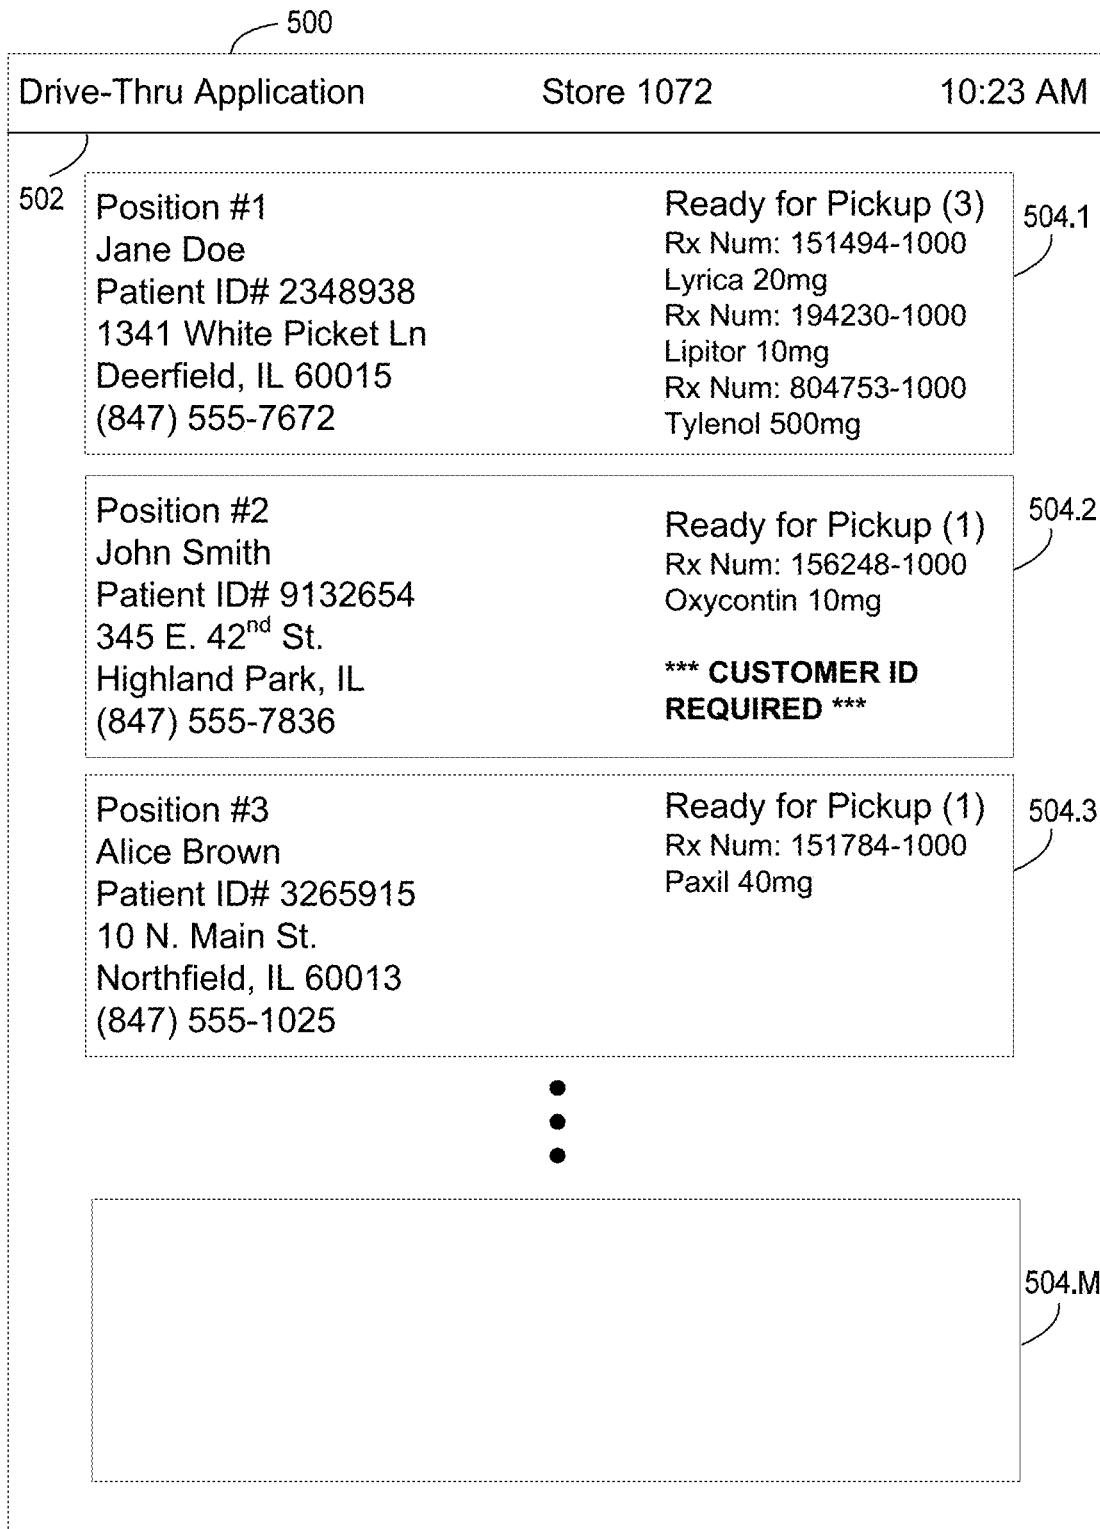 500
Drive-Thru Application Store 1072 10:23 AM
502
504.1
Position #1
Jane Doe
Patient ID# 2348938
1341 White Picket Ln
Deerfield, IL 60015
(847) 555-7672
Ready for Pickup (3)
Rx Num: 151494-1000
Lyrica 20mg
Rx Num: 194230-1000
Lipitor 10mg
Rx Num: 804753-1000
Tylenol 500mg
504.2
Position #2
John Smith
Patient ID# 9132654
345 E. 42nd St.
Highland Park, IL
(847) 555-7836
Ready for Pickup (1)
Rx Num: 156248-1000
Oxycontin 10mg
*** CUSTOMER ID
REQUIRED ***
504.3
Position #3
Alice Brown
Patient ID# 3265915
10 N. Main St.
Northfield, IL 60013
(847) 555-1025
Ready for Pickup (1)
Rx Num: 151784-1000
Paxil 40mg
504.M